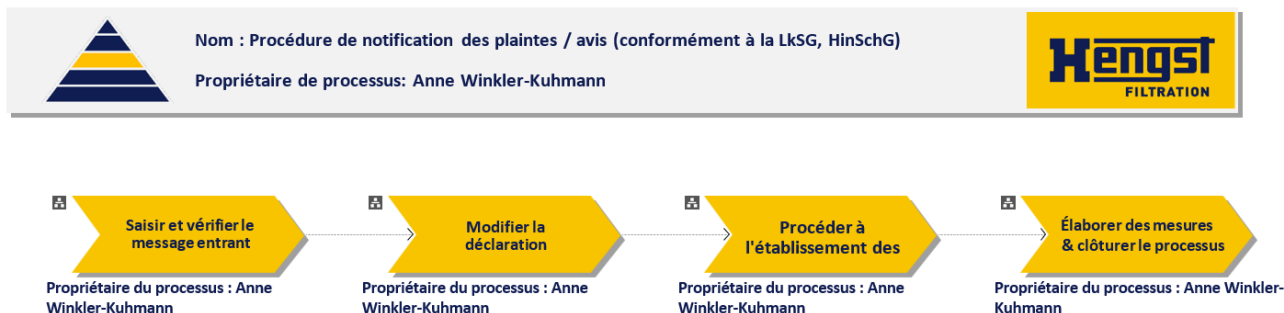 Nom : Procédure de notification des plaintes / avis (conformément à la LkSG, HinSchG)
Propriétaire de processus: Anne Winkler-Kuhmann
Hengst
FILTRATION
Saisir et vérifier le
message entrant
Propriétaire du processus : Anne
Winkler-Kuhmann
Modifier la
déclaration
Propriétaire du processus : Anne
Winkler-Kuhmann
Procéder à
l'établissement des
Propriétaire du processus : Anne
Winkler-Kuhmann
Élaborer des mesures
& clôturer le processus
Propriétaire du processus : Anne Winkler-
Kuhmann